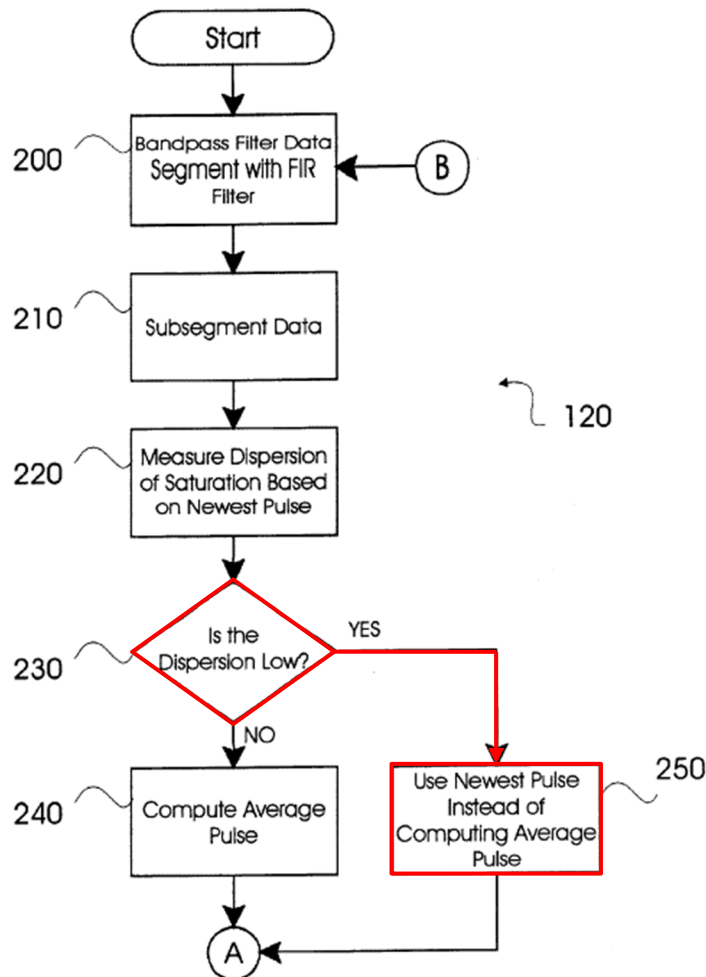 Start
200
Bandpass Filter Data
Segment with FIR
Filter
B
210
Subsegment Data
120
220
Measure Dispersion
of Saturation Based
on Newest Pulse
230
Is the
Dispersion Low?
YES
NO
240
Compute Average
Pulse
250
Use Newest Pulse
Instead of
Computing Average
Pulse
A